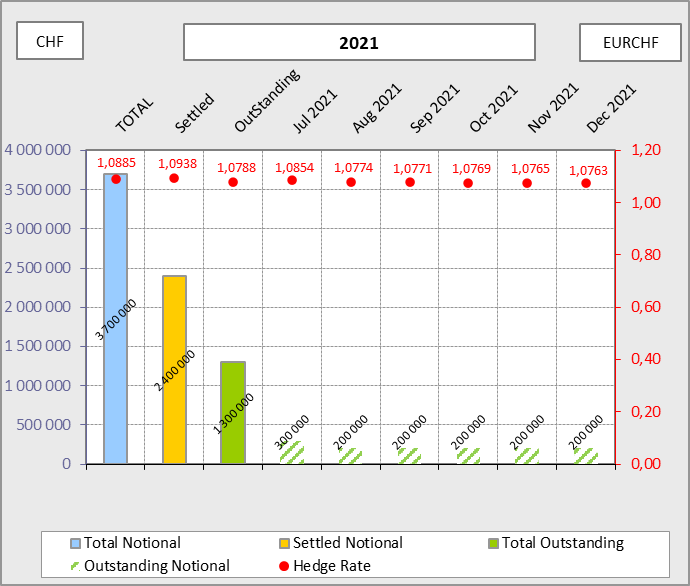 CHF
2021
EURCHF
TOTAL
Settled
OutStanding
Jul 2021
Aug 2021
Sep 2021
Oct 2021
Nov 2021
Dec 2021
4 000 000
3 500 000
3 000 000
2 500 000
2 000 000
1 500 000
1 000 000
500 000
0
1,0885
1,0938
1,0788
1,0854
1,0774
1,0771
1,0769
1,0765
1,0763
3 700 000
2 400 000
1 300 000
300 000
200 000
200 000
200 000
200 000
200 000
1,20
1,00
0,80
0,60
0,40
0,20
0,00
Total Notional
Settled Notional
Total Outstanding
Outstanding Notional
Hedge Rate